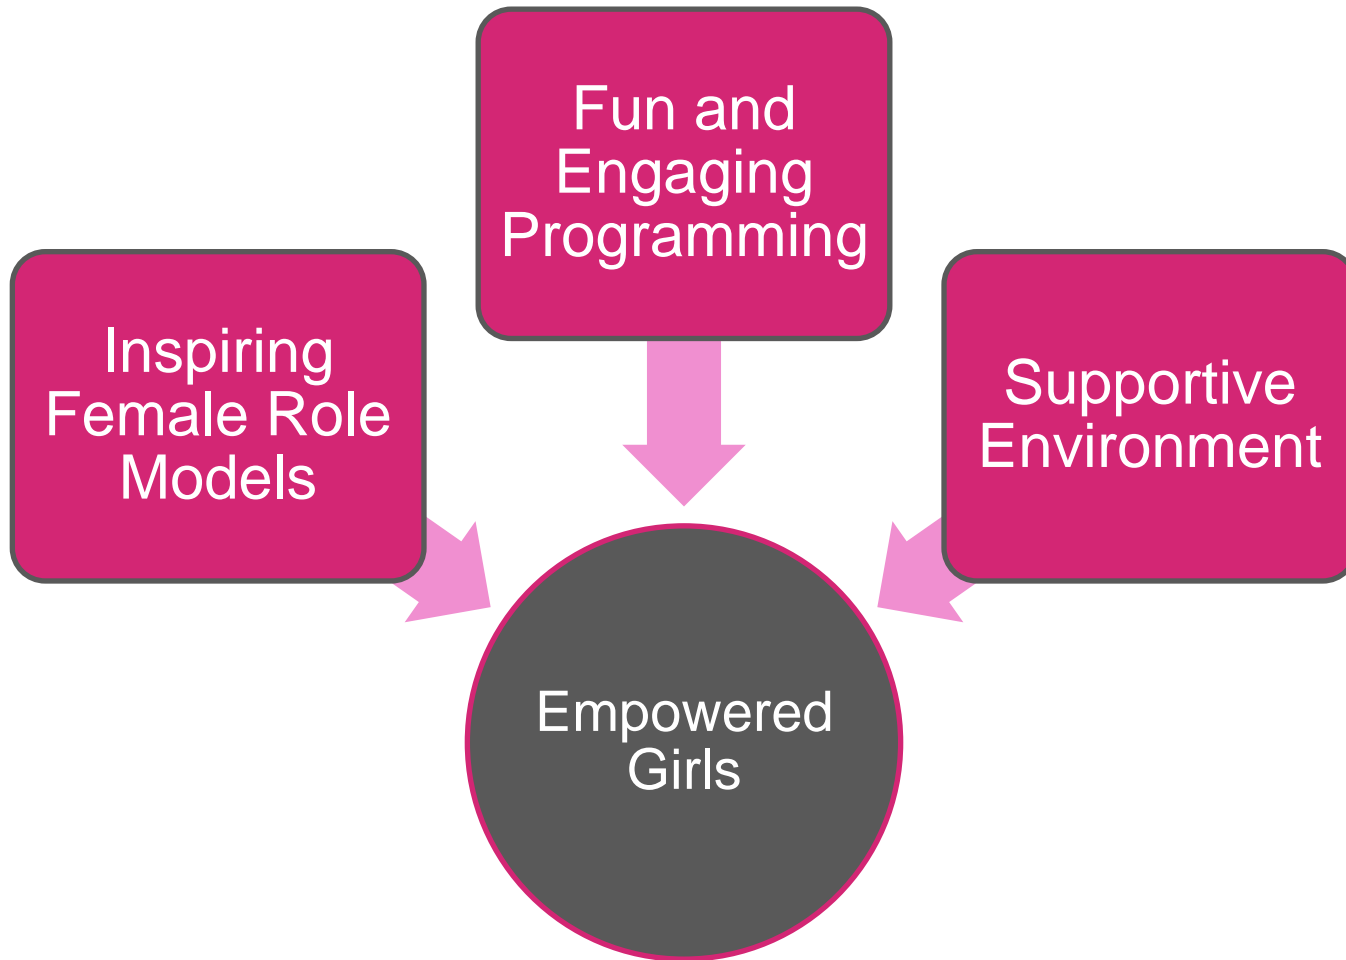 Fun and
Engaging
Programming
Inspiring
Female Role
Models
Supportive
Environment
Empowered
Girls